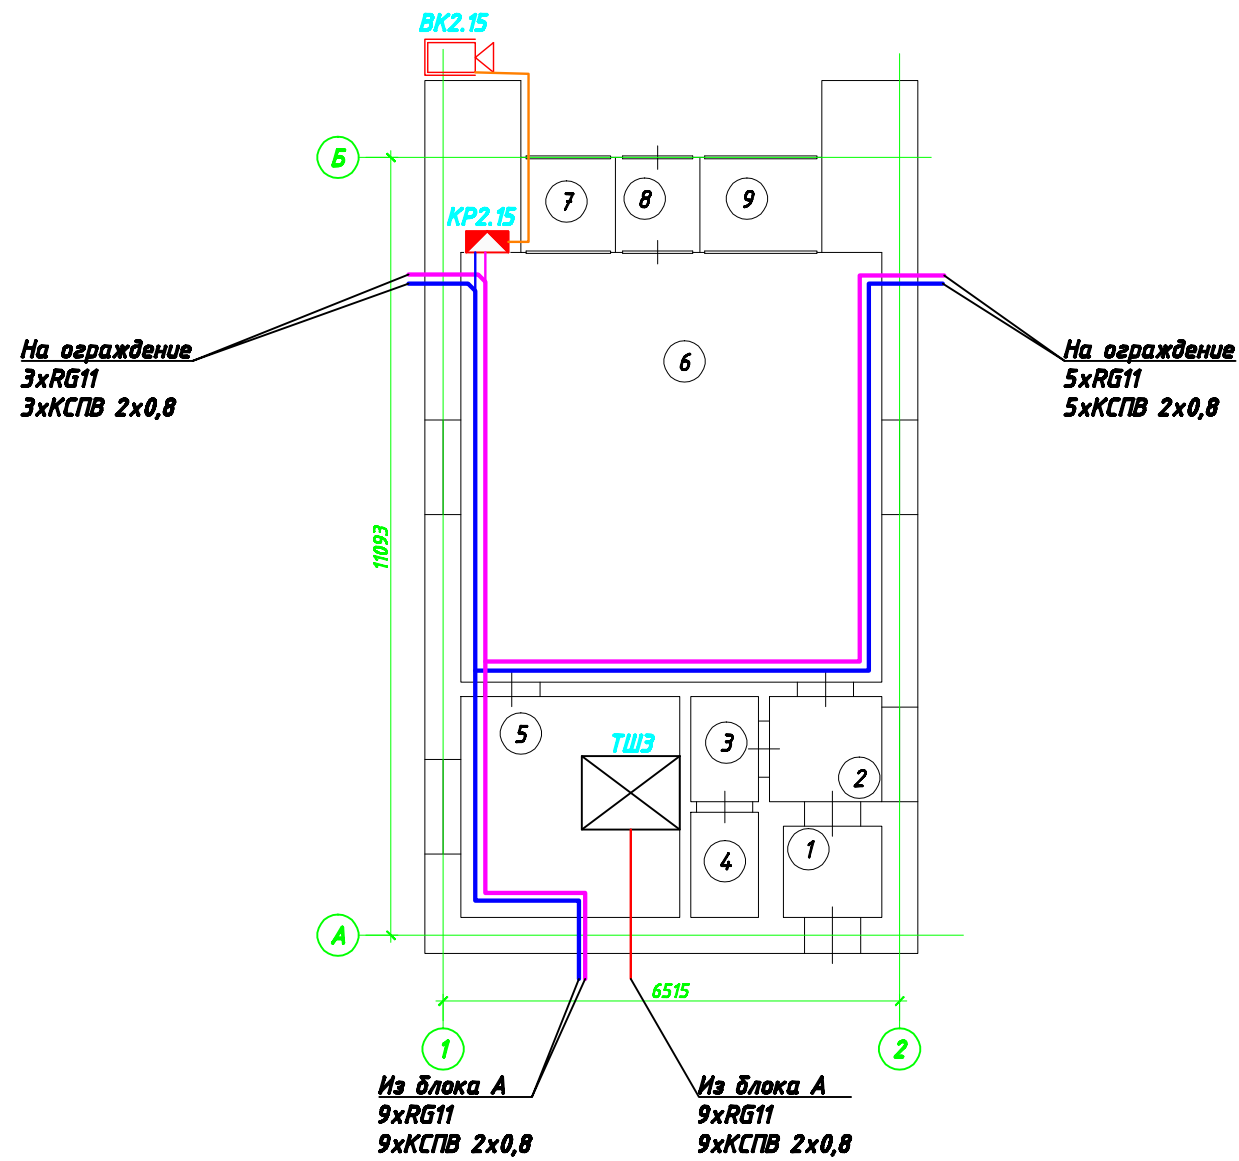 ВК2.15
Б
7
8
9
КР2.15
На ограждение
3xRG11
3xКСПВ 2x0,8
На ограждение
5xRG11
5xКСПВ 2x0,8
6
11093
5
ТШ3
3
2
1
4
А
6515
1
2
Из блока А
9xRG11
9xКСПВ 2x0,8
Из блока А
9xRG11
9xКСПВ 2x0,8